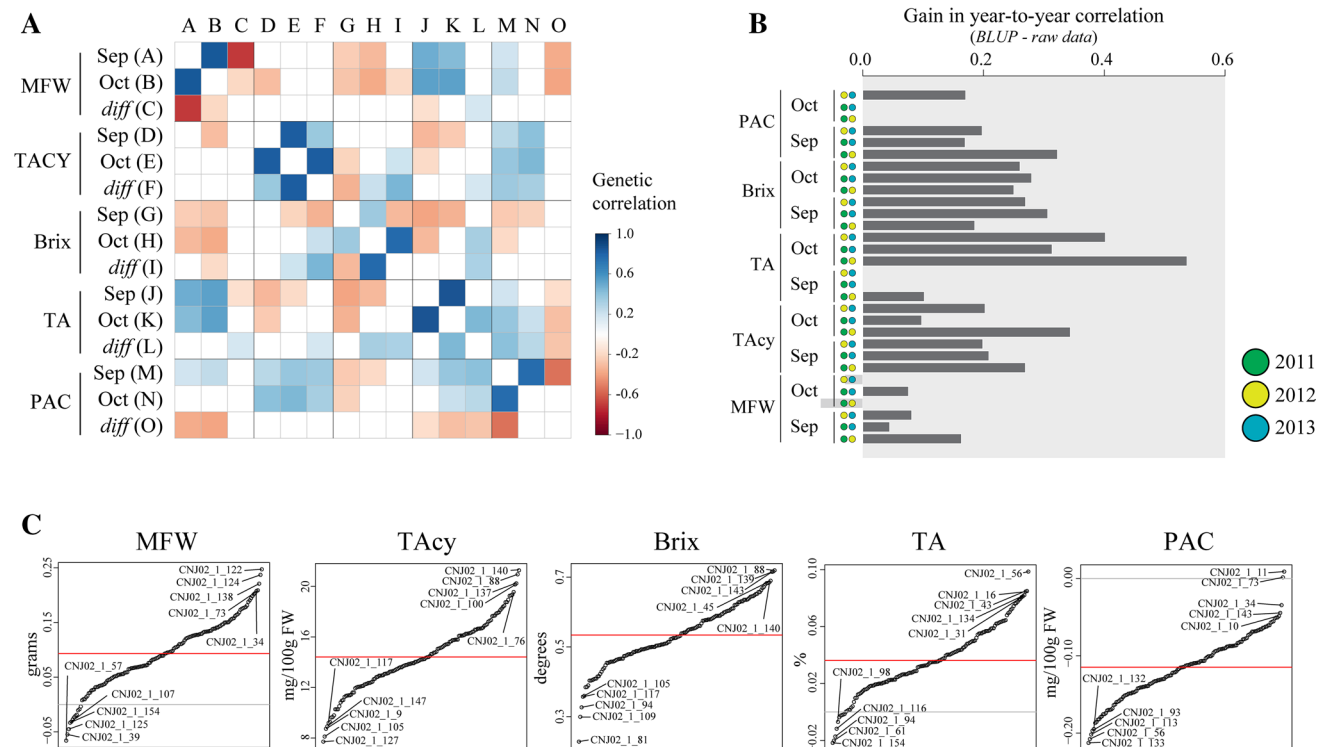 A
A B C D E F G H I J K L M N O
MFW
Sep (A)
Oct (B)
diff (C)
TACY
Sep (D)
Oct (E)
diff (F)
Brix
Sep (G)
Oct (H)
diff (I)
TA
Sep (J)
Oct (K)
diff (L)
PAC
Sep (M)
Oct (N)
diff (O)
Genetic
correlation
1.0
0.6
0.2
-0.2
-0.6
−1.0
B
Gain in year-to-year correlation
(BLUP - raw data)
0.0 0.2 0.4 0.6
PAC
Oct
Sep
Brix
Oct
Sep
TA
Oct
Sep
TAcy
Oct
Sep
MFW
Oct
Sep
2011
2012
2013
C
MFW
grams
0.25
0.15
0.05
−0.05
CNJ02_1_122
CNJ02_1_124
CNJ02_1_138
CNJ02_1_73
CNJ02_1_34
CNJ02_1_57
CNJ02_1_107
CNJ02_1_154
CNJ02_1_125
CNJ02_1_39
TAcy
mg/100g FW
20
16
12
8
CNJ02_1_140
CNJ02_1_88
CNJ02_1_137
CNJ02_1_100
CNJ02_1_76
CNJ02_1_117
CNJ02_1_147
CNJ02_1_9
CNJ02_1_105
CNJ02_1_127
Brix
degrees
0.7
0.5
0.3
CNJ02_1_88
CNJ02_1_139
CNJ02_1_143
CNJ02_1_45
CNJ02_1_140
CNJ02_1_105
CNJ02_1_117
CNJ02_1_94
CNJ02_1_109
CNJ02_1_81
TA
%
0.10
0.06
0.02
-0.02
CNJ02_1_56
CNJ02_1_16
CNJ02_1_43
CNJ02_1_134
CNJ02_1_31
CNJ02_1_98
CNJ02_1_116
CNJ02_1_94
CNJ02_1_61
CNJ02_1_154
PAC
mg/100g FW
0.00
-0.10
-0.20
CNJ02_1_11
CNJ02_1_73
CNJ02_1_34
CNJ02_1_143
CNJ02_1_10
CNJ02_1_132
CNJ02_1_93
CNJ02_1_113
CNJ02_1_56
CNJ02_1_133